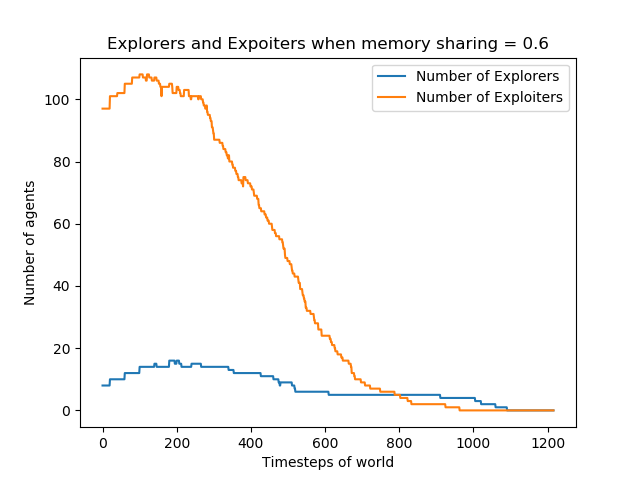 Explorers and Expoiters when memory sharing = 0.6
Number of Explorers
Number of Exploiters
Number of agents
100
80
60
40
20
0
0 200 400 600 800 1000 1200
Timesteps of world